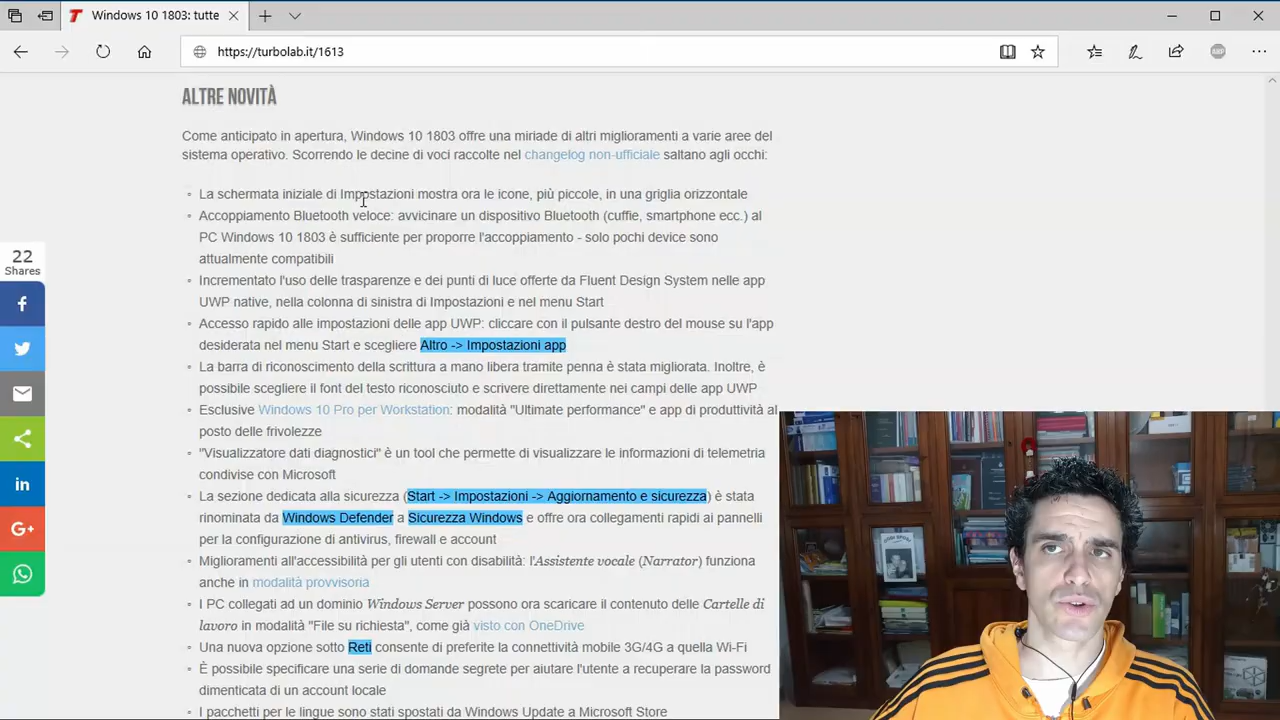 Windows 10 1803: tutte
https://turbolab.it/1613
ALTRE NOVITÀ
Come anticipato in apertura, Windows 10 1803 offre una miriade di altri miglioramenti a varie aree del
sistema operativo. Scorrendo le decine di voci raccolte nel changelog non-ufficiale saltano agli occhi:
La schermata iniziale di Impostazioni mostra ora le icone, più piccole, in una griglia orizzontale
Accoppiamento Bluetooth veloce: avvicinare un dispositivo Bluetooth (cuffie, smartphone ecc.) al
PC Windows 10 1803 è sufficiente per proporre l'accoppiamento - solo pochi device sono
attualmente compatibili
Incrementato l'uso delle trasparenze e dei punti di luce offerte da Fluent Design System nelle app
UWP native, nella colonna di sinistra di Impostazioni e nel menu Start
Accesso rapido alle impostazioni delle app UWP: cliccare con il pulsante destro del mouse su l'app
desiderata nel menu Start e scegliere Altro -> Impostazioni app
La barra di riconoscimento della scrittura a mano libera tramite penna è stata migliorata. Inoltre, è
possibile scegliere il font del testo riconosciuto e scrivere direttamente nei campi delle app UWP
Esclusive Windows 10 Pro per Workstation: modalità "Ultimate performance" e app di produttività al
posto delle frivolezze
"Visualizzatore dati diagnostici" è un tool che permette di visualizzare le informazioni di telemetria
condivise con Microsoft
La sezione dedicata alla sicurezza (Start -> Impostazioni -> Aggiornamento e sicurezza) è stata
rinominata da Windows Defender a Sicurezza Windows e offre ora collegamenti rapidi ai pannelli
per la configurazione di antivirus, firewall e account
Miglioramenti all'accessibilità per gli utenti con disabilità: l'Assistente vocale (Narrator) funziona
anche in modalità provvisoria
I PC collegati ad un dominio Windows Server possono ora scaricare il contenuto delle Cartelle di
lavoro in modalità "File su richiesta", come già visto con OneDrive
Una nuova opzione sotto Reti consente di preferite la connettività mobile 3G/4G a quella Wi-Fi
È possibile specificare una serie di domande segrete per aiutare l'utente a recuperare la password
dimenticata di un account locale
I pacchetti per le lingue sono stati spostati da Windows Update a Microsoft Store
22
Shares
f
in
G+
ABP